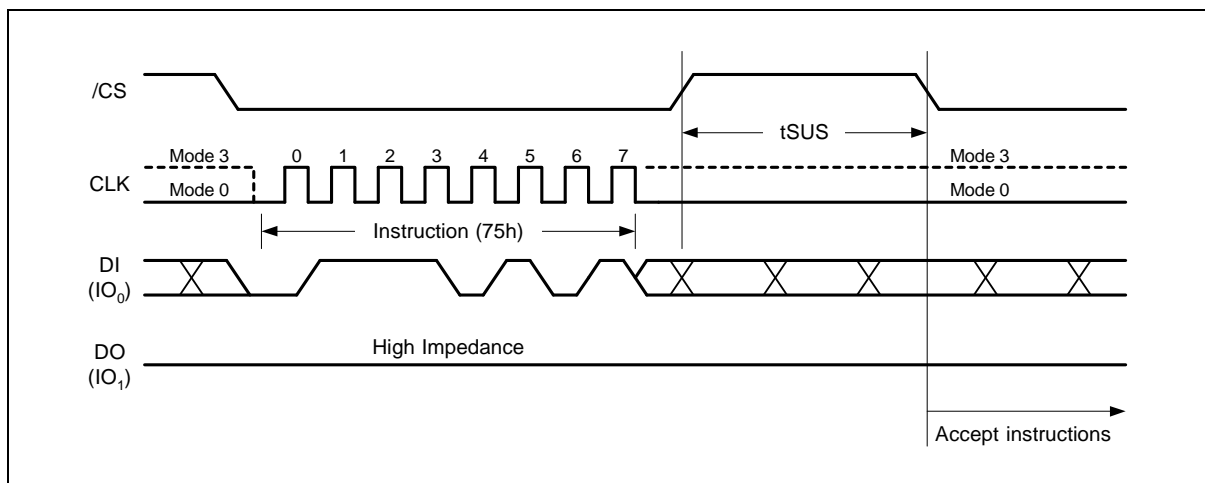 /CS
tSUS
Mode 3 0 1 2 3 4 5 6 7 Mode 3
CLK
Mode 0 Mode 0
Instruction (75h)
DI
(IO₀)
High Impedance
DO
(IO₁)
Accept instructions